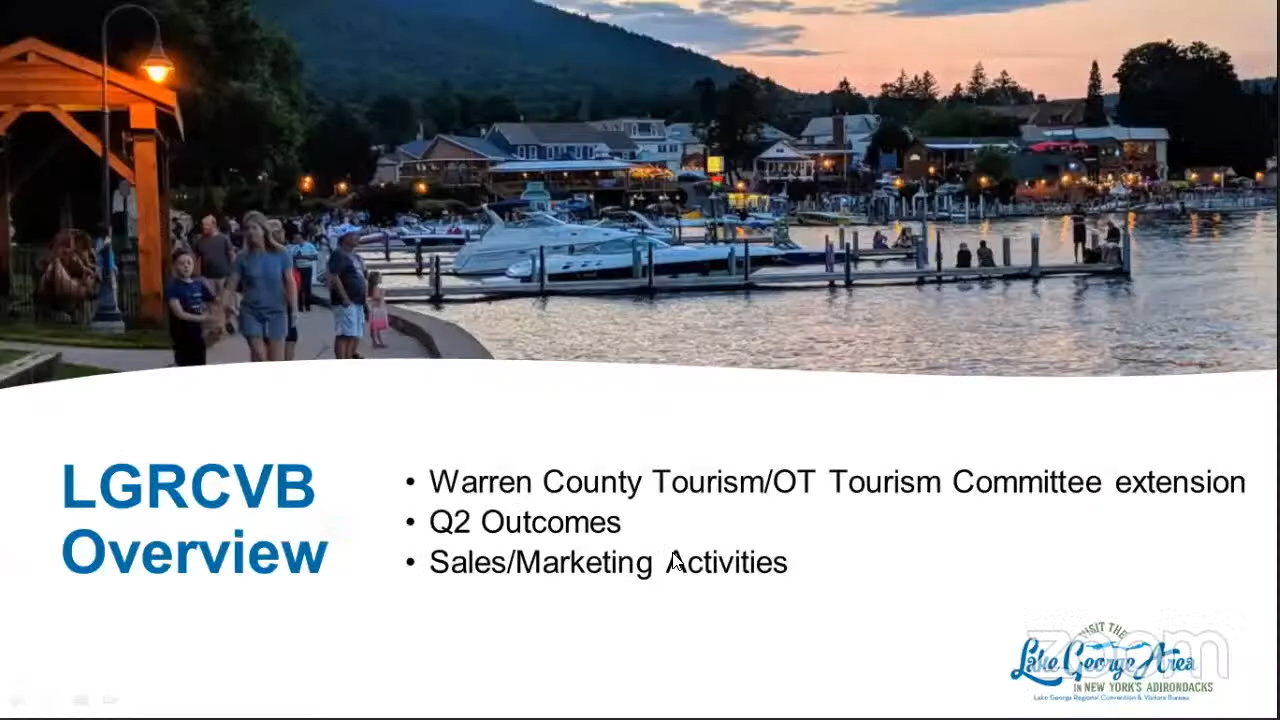 LGRCVB
Overview
• Warren County Tourism/OT Tourism Committee extension
• Q2 Outcomes
• Sales/Marketing Activities
zoom
VISIT THE
Lake George Area
IN NEW YORK'S ADIRONDACKS
Lake George Regional Convention & Visitors Bureau